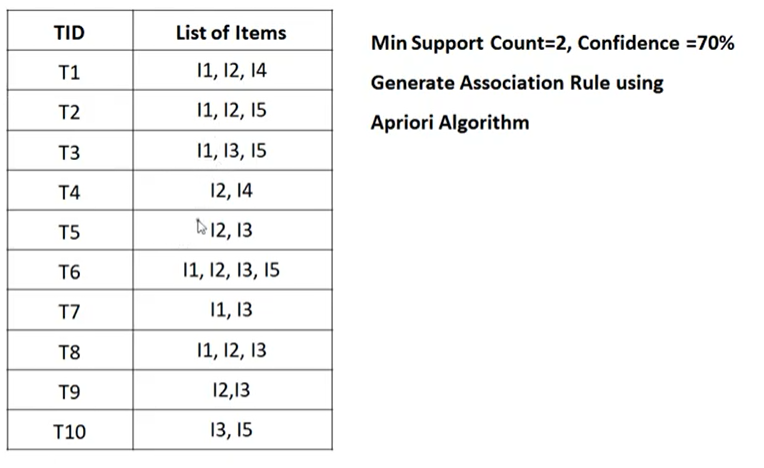 TID List of Items
T1 I1, I2, I4
T2 I1, I2, I5
T3 I1, I3, I5
T4 I2, I4
T5 I2, I3
T6 I1, I2, I3, I5
T7 I1, I3
T8 I1, I2, I3
T9 I2,I3
T10 I3, I5
Min Support Count=2, Confidence =70%
Generate Association Rule using
Apriori Algorithm